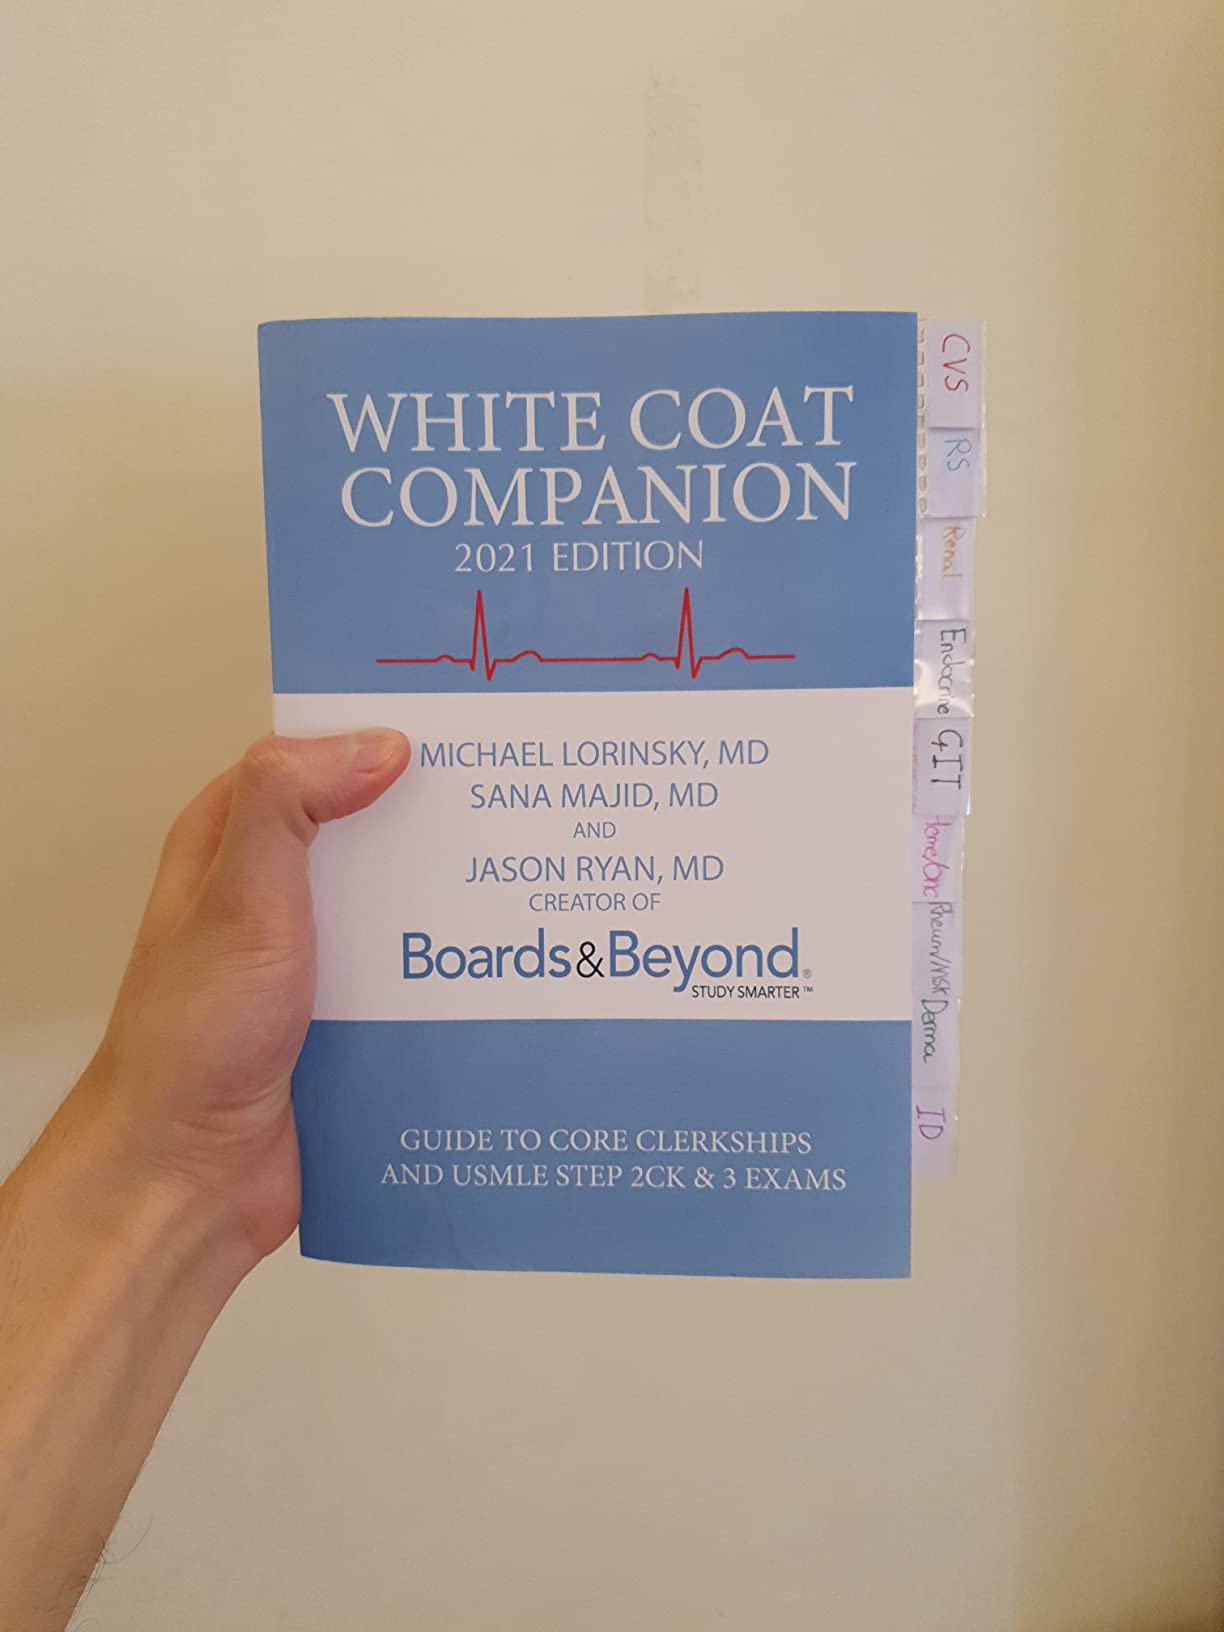 WHITE COAT
COMPANION
2021 EDITION
MICHAEL LORINSKY, MD
SANA MAJID, MD
AND
JASON RYAN, MD
CREATOR OF
Boards&Beyond®
STUDY SMARTER™
GUIDE TO CORE CLERKSHIPS
AND USMLE STEP 2CK & 3 EXAMS
CVS
RS
Renal
Endocrine
GIT
Heme/Onc
Rheum/MSK
Derma
ID